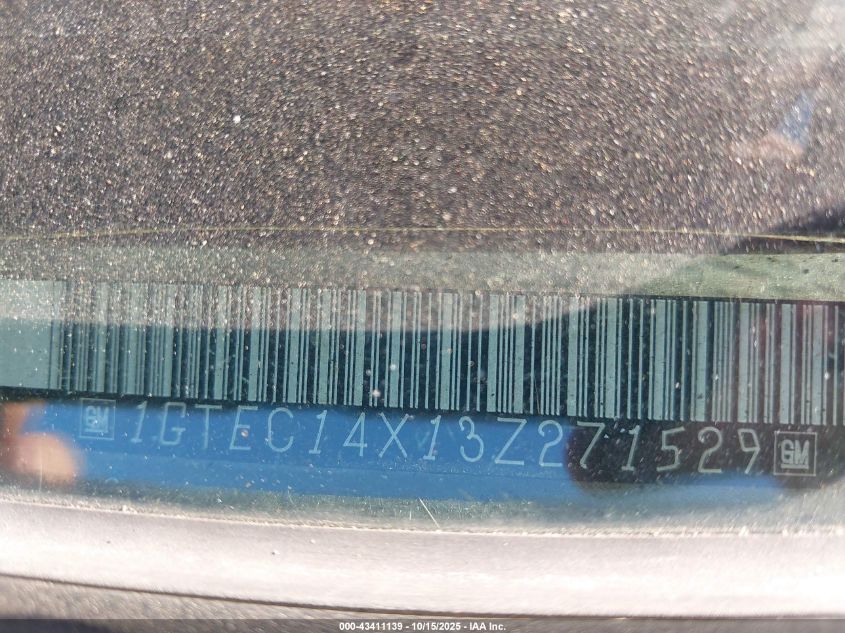 GM 1GTEC14X13Z271529 GM
000-43411139 - 10/15/2025 - IAA Inc.